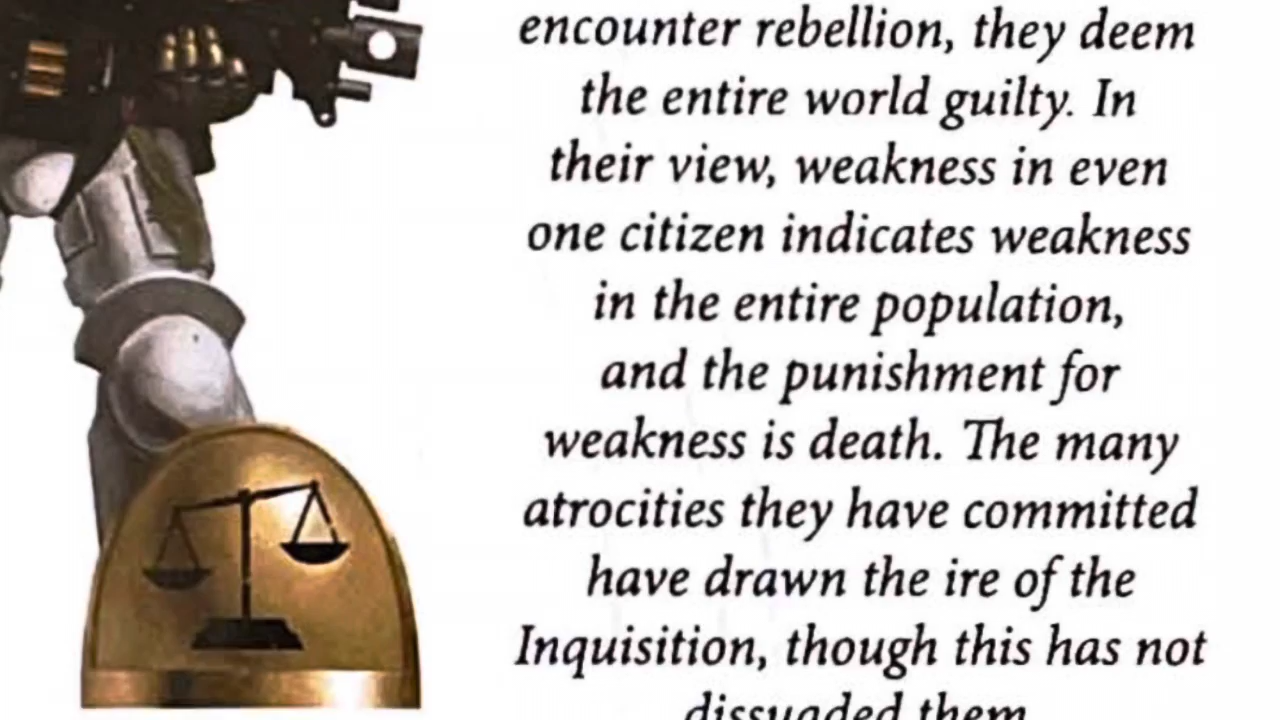 encounter rebellion, they deem
the entire world guilty. In
their view, weakness in even
one citizen indicates weakness
in the entire population,
and the punishment for
weakness is death. The many
atrocities they have committed
have drawn the ire of the
Inquisition, though this has not
dissuaded them